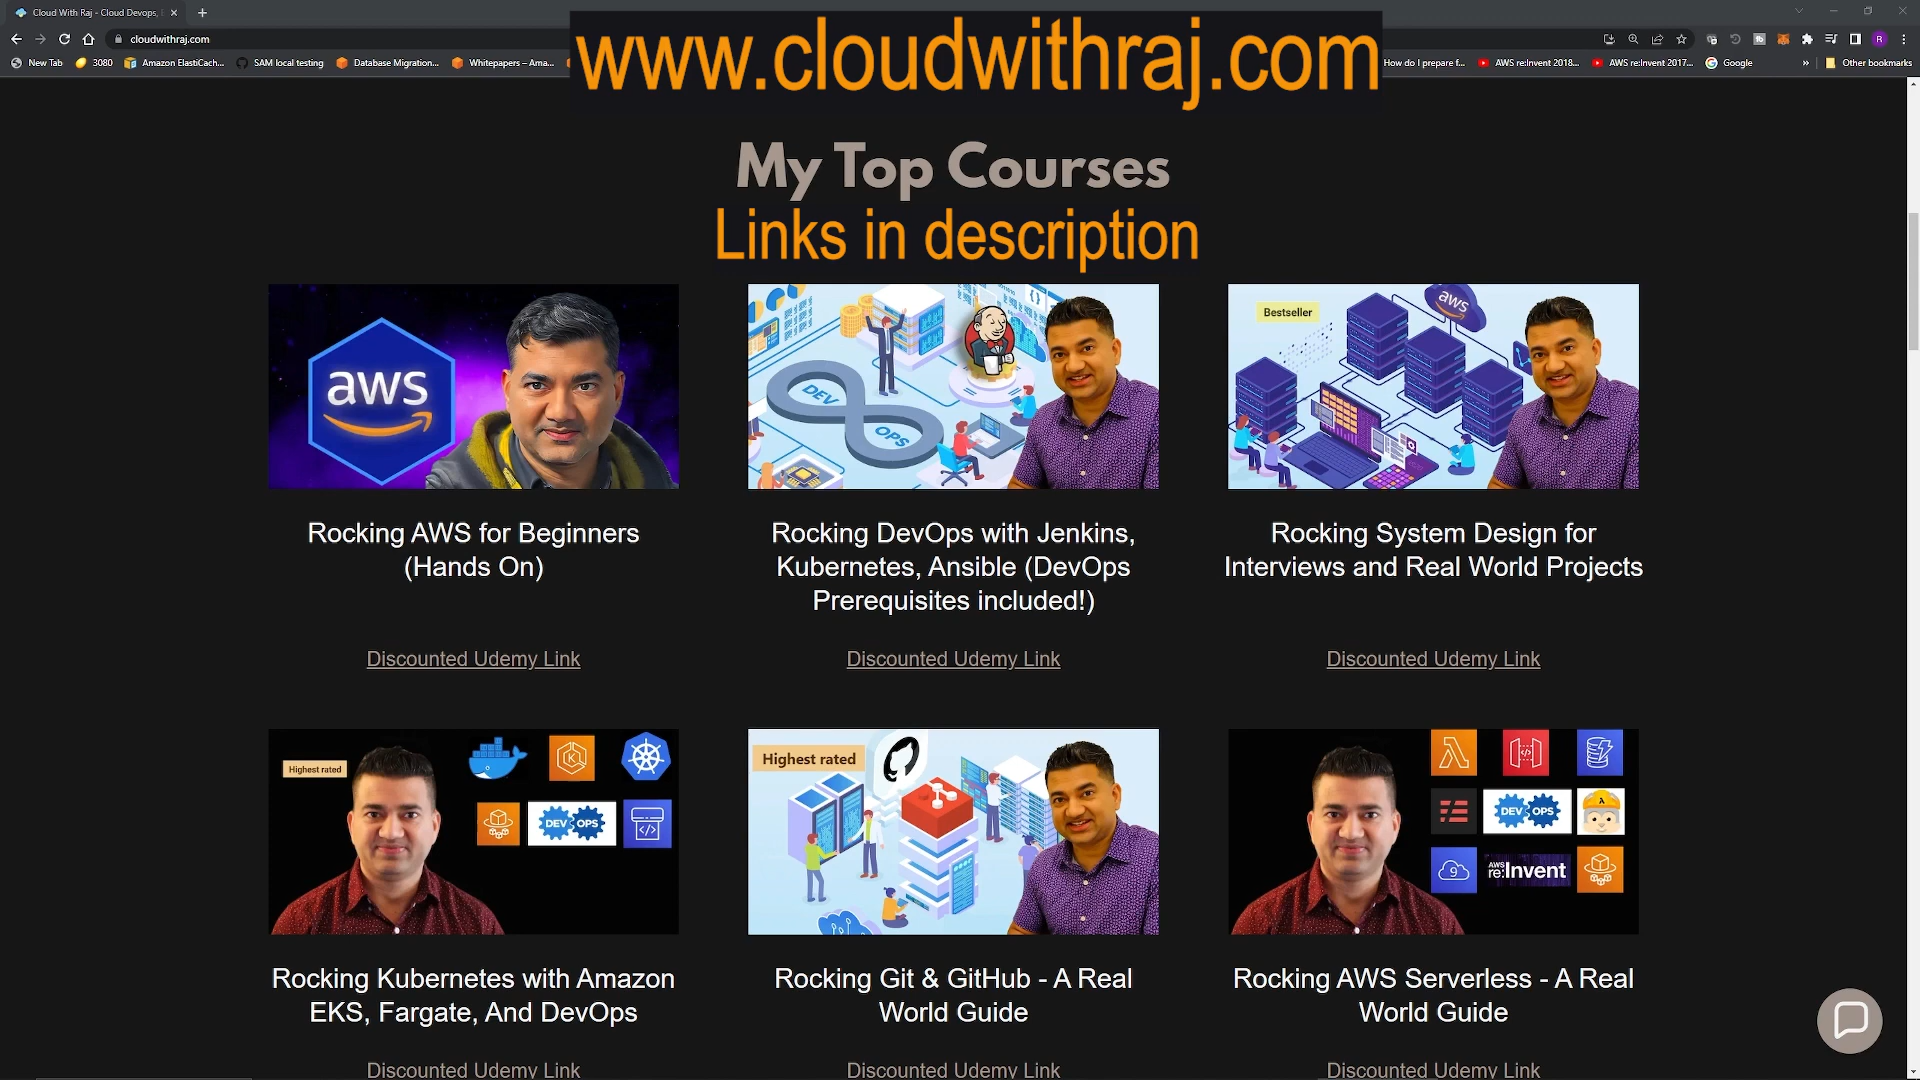 Cloud With Raj - Cloud Devops,
cloudwithraj.com
www.cloudwithraj.com
New Tab
3080
Amazon ElastiCach...
SAM local testing
Database Migration...
Whitepapers – Ama...
How do I prepare f...
AWS re:Invent 2018...
AWS re:Invent 2017...
Google
»
Other bookmarks
R
My Top Courses
Links in description
aws
DEV
OPS
Bestseller
aws
Rocking AWS for Beginners
(Hands On)
Rocking DevOps with Jenkins,
Kubernetes, Ansible (DevOps
Prerequisites included!)
Rocking System Design for
Interviews and Real World Projects
Discounted Udemy Link
Discounted Udemy Link
Discounted Udemy Link
Highest rated
DEV OPS
Highest rated
DEV OPS
9
AWS
re:Invent
Rocking Kubernetes with Amazon
EKS, Fargate, And DevOps
Rocking Git & GitHub - A Real
World Guide
Rocking AWS Serverless - A Real
World Guide
Discounted Udemy Link
Discounted Udemy Link
Discounted Udemy Link